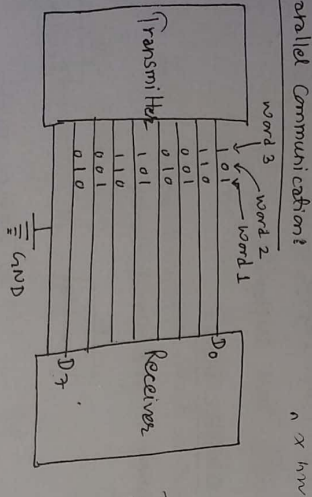 arallel Communication:
word 3
word 2
word 1
Transmitter
Receiver
D0
1 0 1
1 1 0
0 0 1
0 1 0
1 0 1
1 1 0
0 0 1
0 1 0
D7
GND